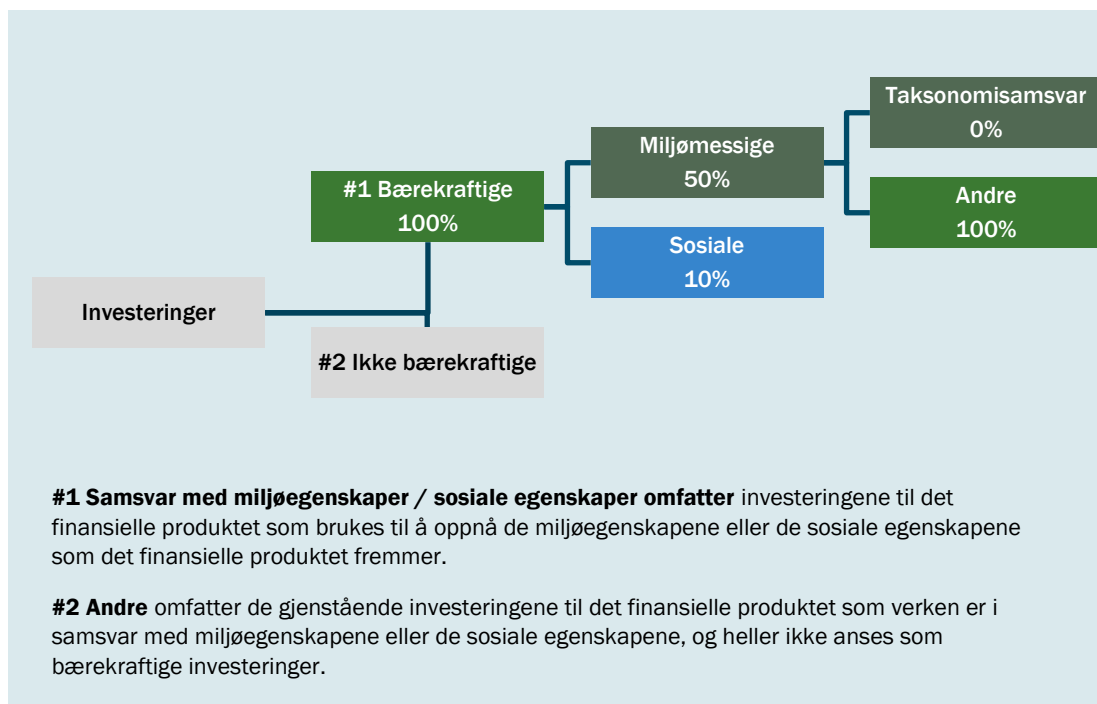 Taksonomisamsvar
0%
Miljømessige
50%
#1 Bærekraftige
100%
Andre
100%
Sosiale
10%
Investeringer
#2 Ikke bærekraftige
#1 Samsvar med miljøegenskaper / sosiale egenskaper omfatter investeringene til det
finansielle produktet som brukes til å oppnå de miljøegenskapene eller de sosiale egenskapene
som det finansielle produktet fremmer.
#2 Andre omfatter de gjenstående investeringene til det finansielle produktet som verken er i
samsvar med miljøegenskapene eller de sosiale egenskapene, og heller ikke anses som
bærekraftige investeringer.